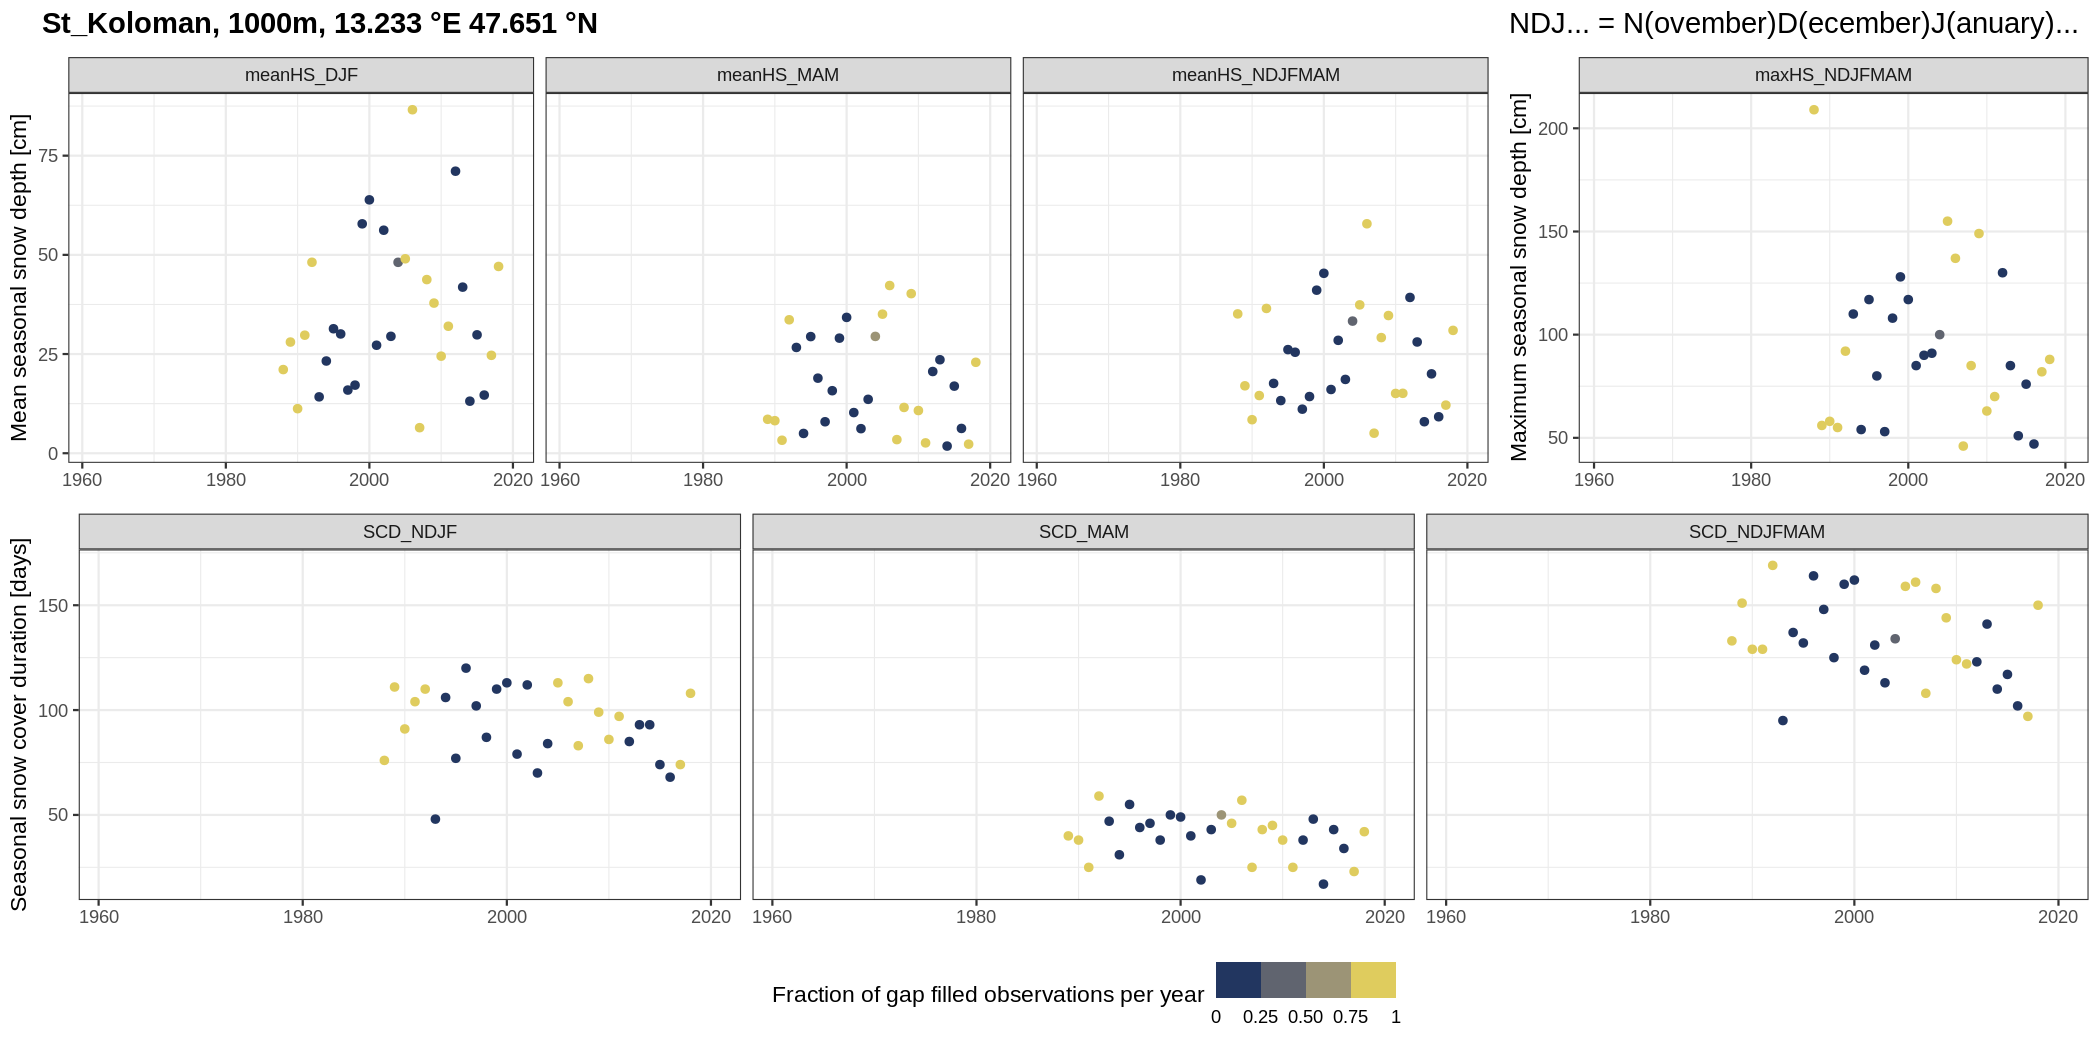 St_Koloman, 1000m, 13.233 °E 47.651 °N
NDJ... = N(ovember)D(ecember)J(anuary)...
meanHS_DJF
meanHS_MAM
meanHS_NDJFMAM
maxHS_NDJFMAM
Mean seasonal snow depth [cm]
75
50
25
0
1960 1980 2000 2020
1960 1980 2000 2020
1960 1980 2000 2020
Maximum seasonal snow depth [cm]
200
150
100
50
1960 1980 2000 2020
SCD_NDJF
SCD_MAM
SCD_NDJFMAM
Seasonal snow cover duration [days]
150
100
50
1960 1980 2000 2020
1960 1980 2000 2020
1960 1980 2000 2020
Fraction of gap filled observations per year
0 0.25 0.50 0.75 1